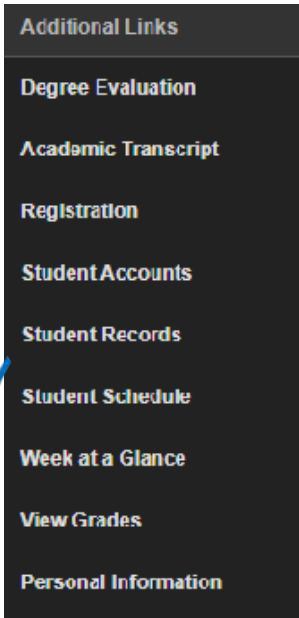 Additional Links
Degree Evaluation
Academic Transcript
Registration
Student Accounts
Student Records
Student Schedule
Week at a Glance
View Grades
Personal Information